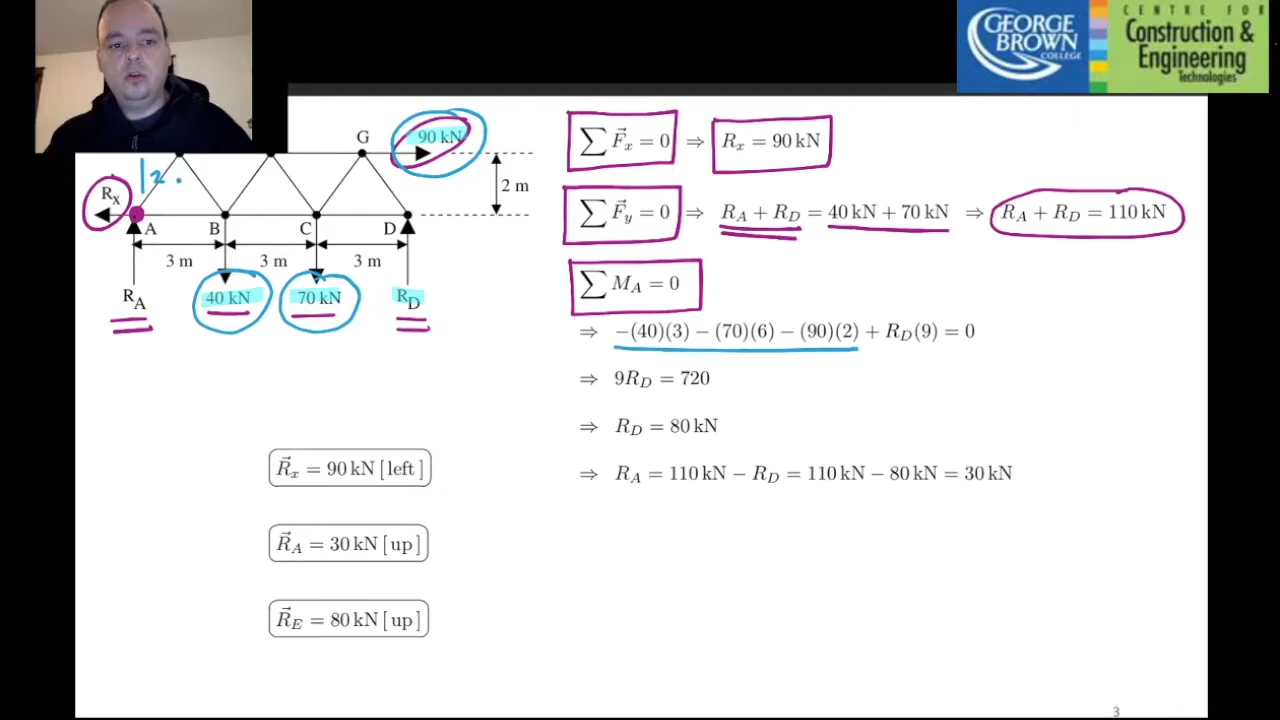 GEORGE
BROWN
COLLEGE
CENTRE FOR
Construction &
Engineering
Technologies
G
90 kN
2 m
12.
Rx
A
B
C
D
3 m
3 m
3 m
RA
40 kN
70 kN
RD
∑F⃗x = 0 ⇒ Rx = 90 kN
∑F⃗y = 0 ⇒ RA + RD = 40 kN + 70 kN ⇒ RA + RD = 110 kN
∑MA = 0
⇒ −(40)(3) − (70)(6) − (90)(2) + RD(9) = 0
⇒ 9RD = 720
⇒ RD = 80 kN
⇒ RA = 110 kN − RD = 110 kN − 80 kN = 30 kN
R⃗x = 90 kN [left]
R⃗A = 30 kN [up]
R⃗E = 80 kN [up]
3